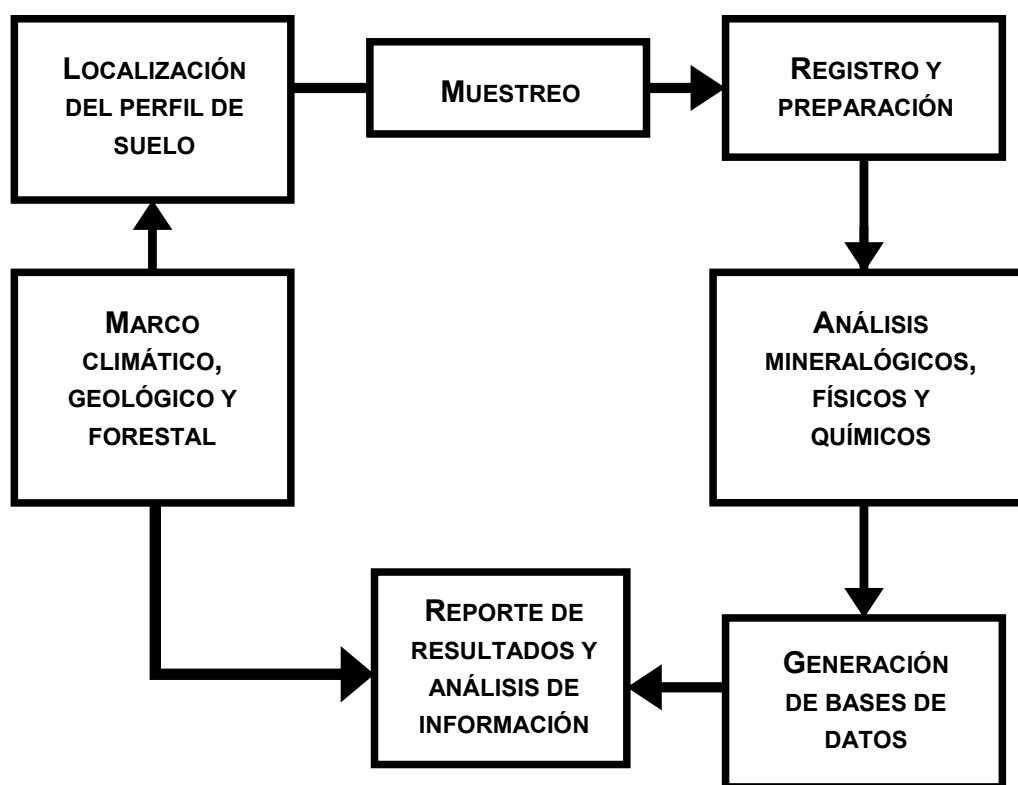 LOCALIZACIÓN
DEL PERFIL DE
SUELO
MUESTREO
REGISTRO Y
PREPARACIÓN
MARCO
CLIMÁTICO,
GEOLÓGICO Y
FORESTAL
ANÁLISIS
MINERALÓGICOS,
FÍSICOS Y
QUÍMICOS
REPORTE DE
RESULTADOS Y
ANÁLISIS DE
INFORMACIÓN
GENERACIÓN
DE BASES DE
DATOS